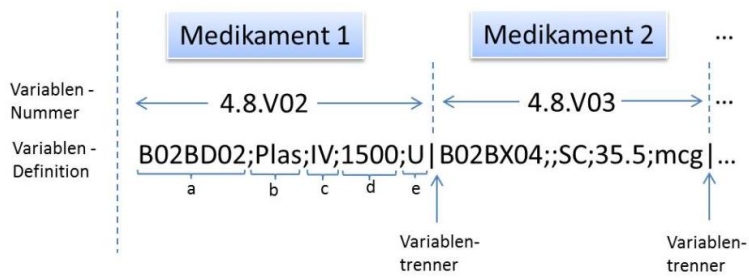 Medikament 1 Medikament 2 ...
Variablen - Nummer 4.8.V02 4.8.V03 ...
Variablen - Definition B02BD02;Plas;IV;1500;U|B02BX04;;SC;35.5;mcg|...
a b c d e
Variablen- Variablen-
trenner trenner